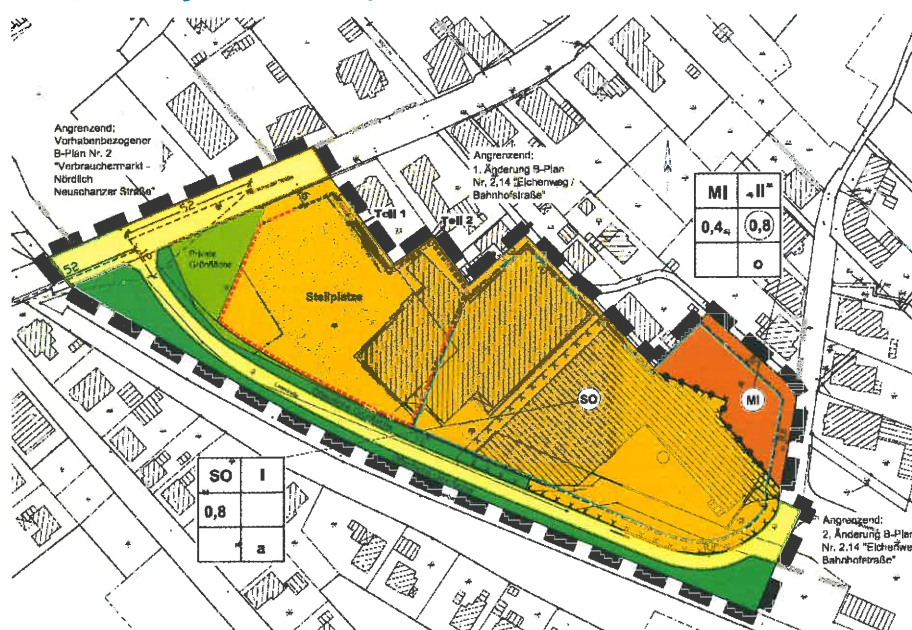 Angrenzend:
Vorhabenbezogener
B-Plan Nr. 2
"Verbrauchermarkt -
Nördlich
Neuschanzer Straße"
Angrenzend:
1. Änderung B-Plan
Nr. 2.14 "Eichenweg /
Bahnhofstraße"
MI
"II"
0,4
0,8
o
Teil 1
Teil 2
52
52
Private
Grünfläche
Stellplätze
SO
MI
SO
I
0,8
a
Angrenzend:
2. Änderung B-Plan
Nr. 2.14 "Eichenweg
Bahnhofstraße"